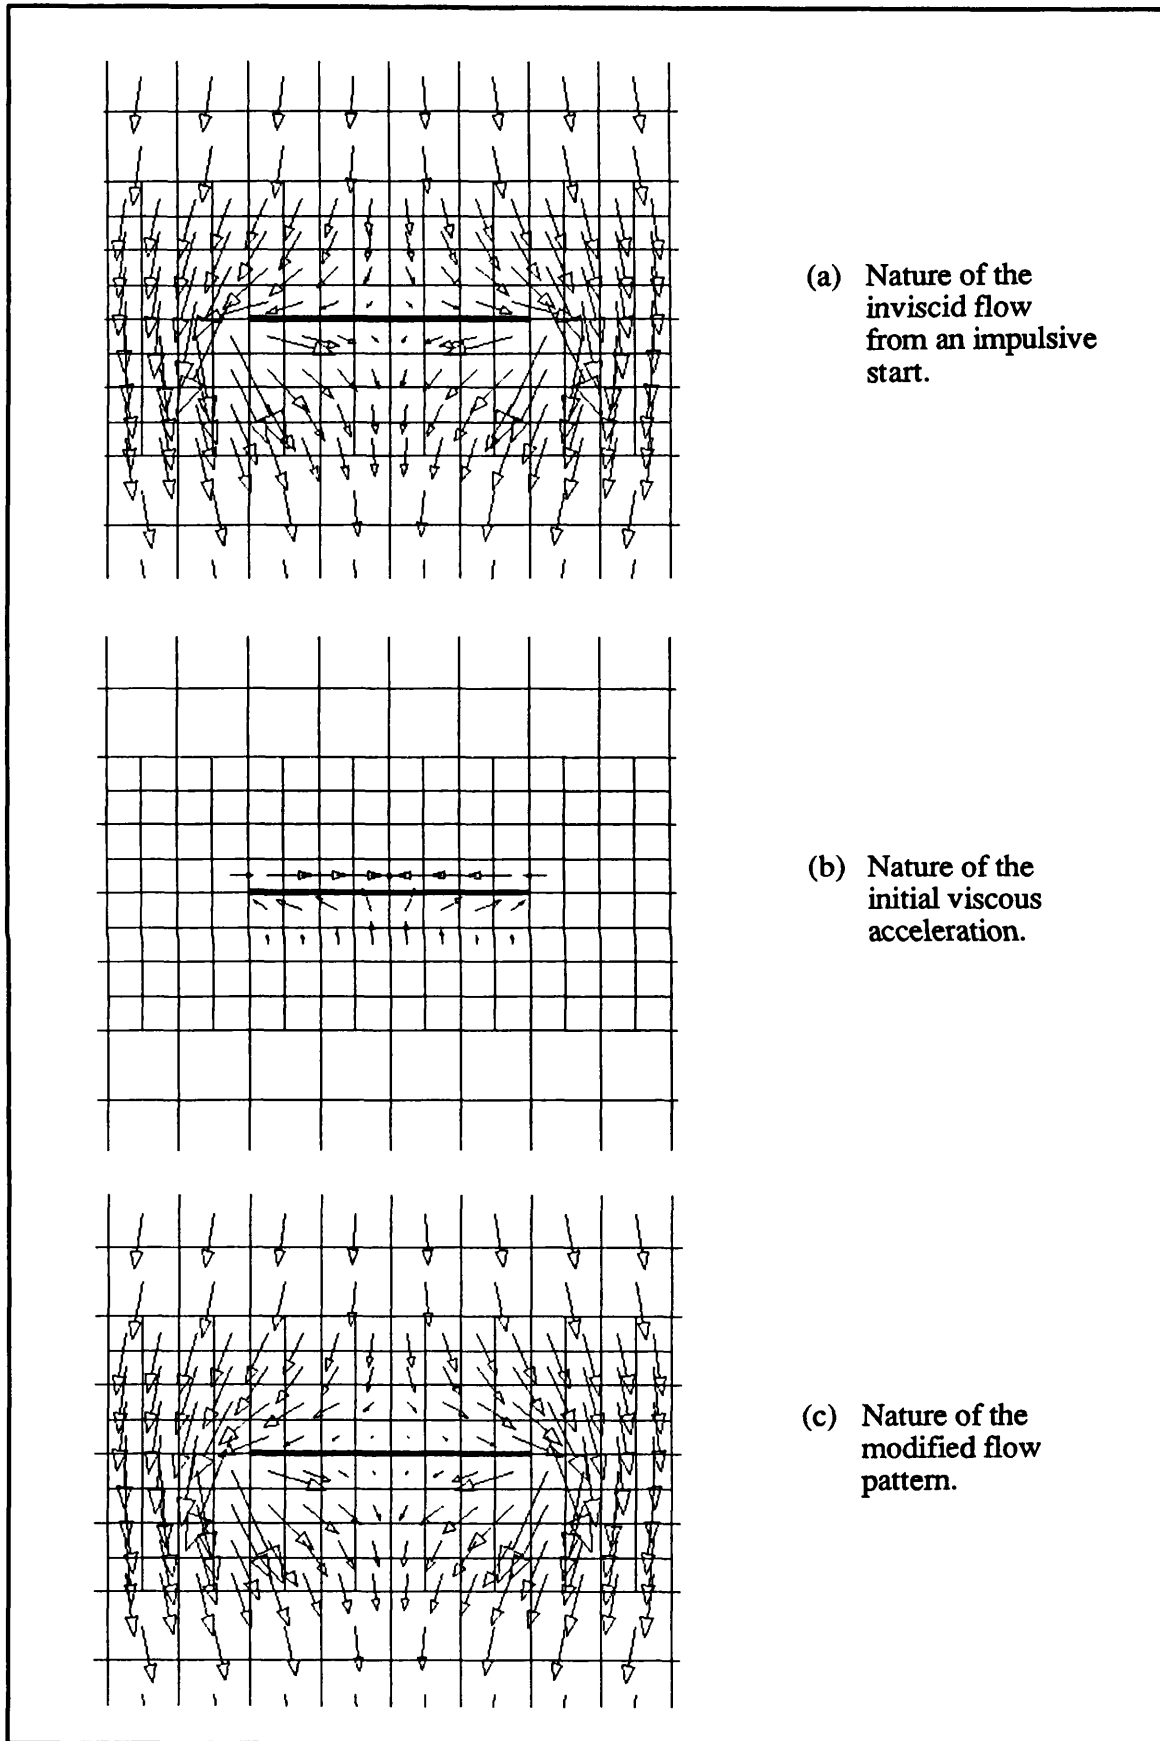 (a) Nature of the
inviscid flow
from an impulsive
start.
(b) Nature of the
initial viscous
acceleration.
(c) Nature of the
modified flow
pattern.